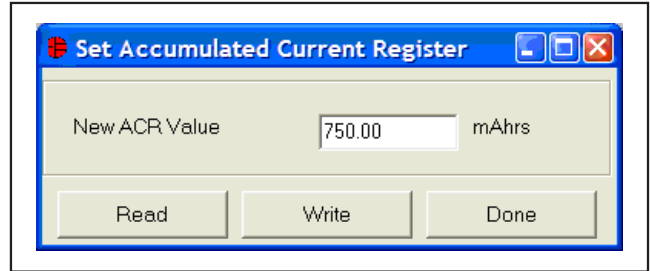 Set Accumulated Current Register
New ACR Value 750.00 mAhrs
Read Write Done